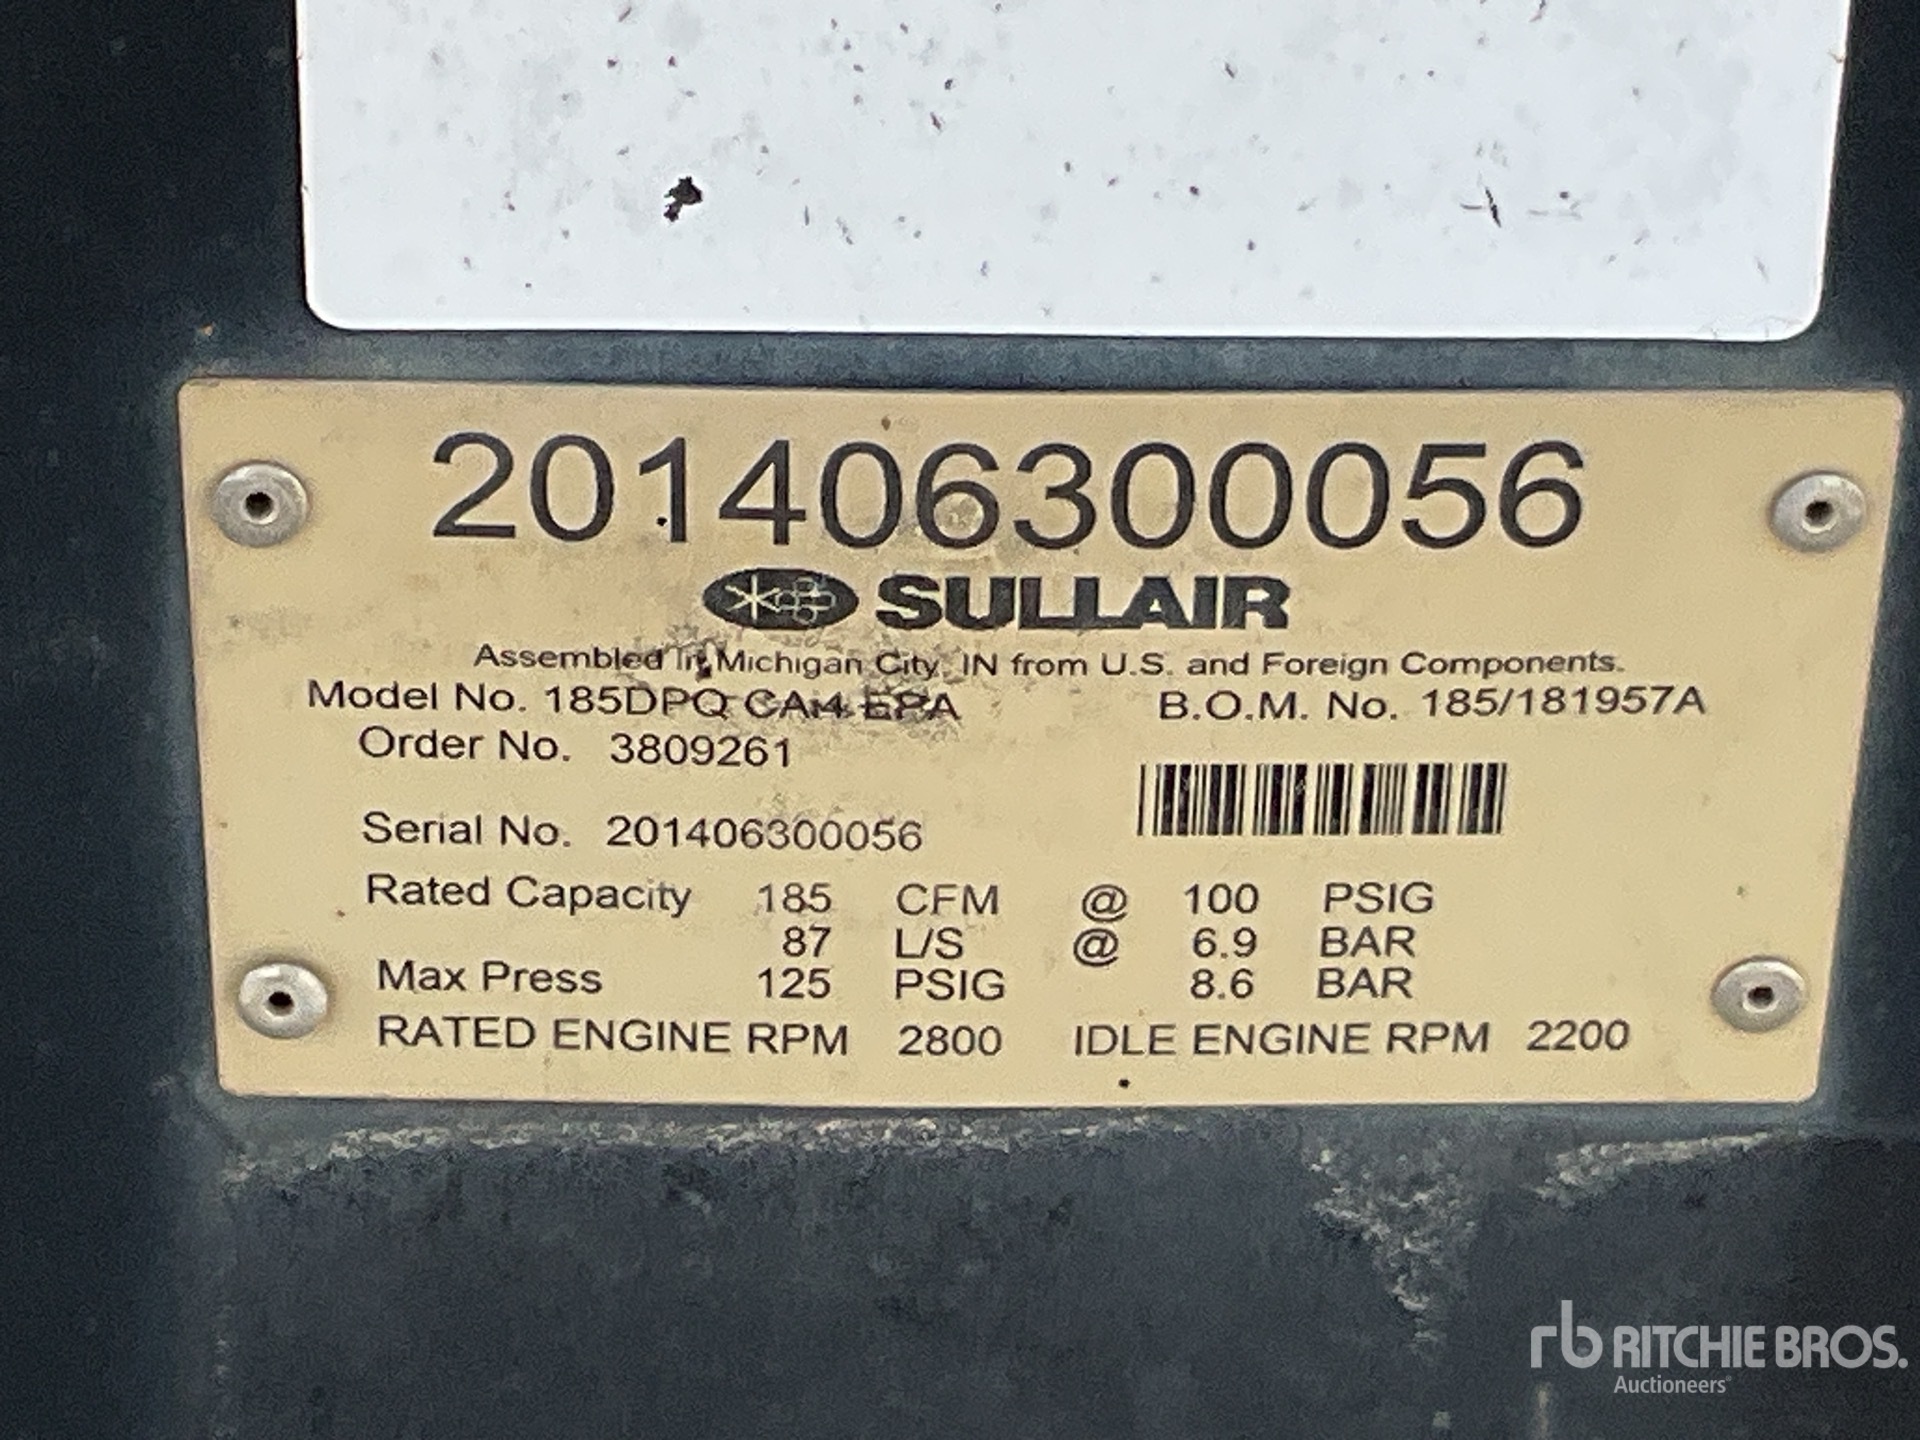 201406300056
SULLAIR
Assembled In Michigan City, IN from U.S. and Foreign Components.
Model No. 185DPQ CA14 EPA B.O.M. No. 185/181957A
Order No. 3809261
Serial No. 201406300056
Rated Capacity 185 CFM @ 100 PSIG
87 L/S @ 6.9 BAR
Max Press 125 PSIG 8.6 BAR
RATED ENGINE RPM 2800 IDLE ENGINE RPM 2200
rb RITCHIE BROS.
Auctioneers